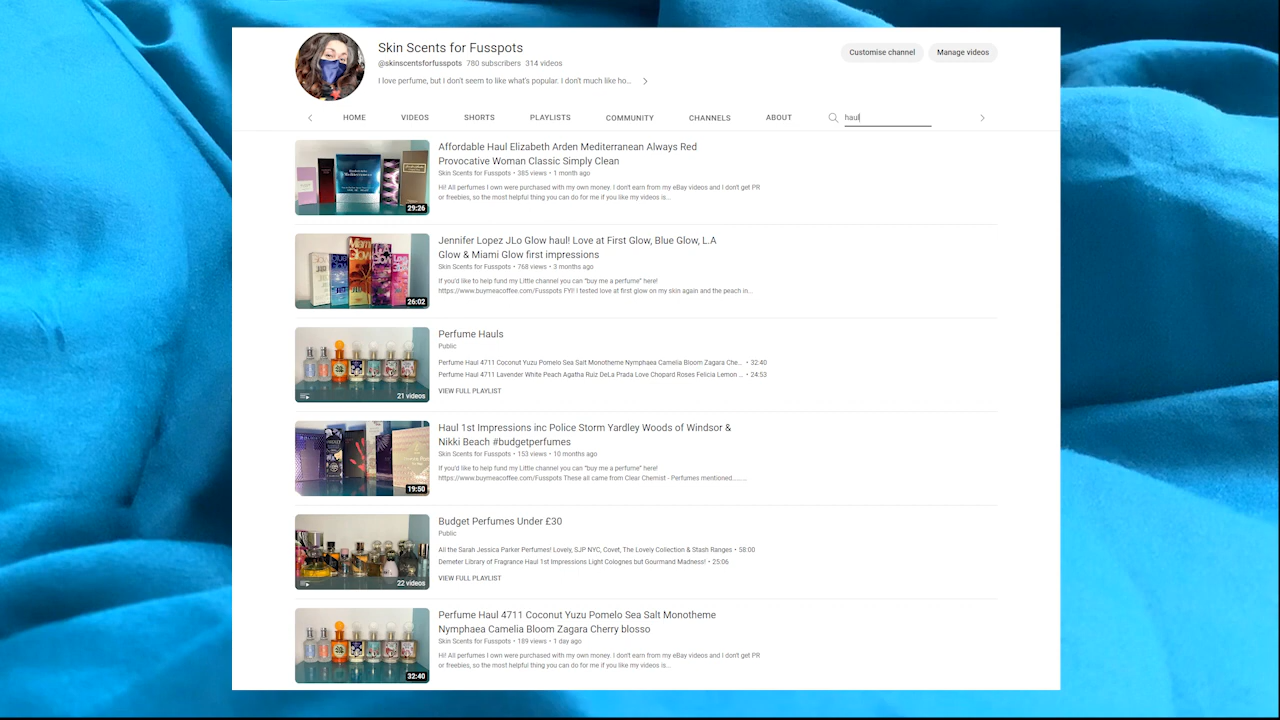 Skin Scents for Fusspots
@skinscentsforfusspots 780 subscribers 314 videos
I love perfume, but I don't seem to like what's popular. I don't much like ho...
Customise channel
Manage videos
HOME VIDEOS SHORTS PLAYLISTS COMMUNITY CHANNELS ABOUT haul
Affordable Haul Elizabeth Arden Mediterranean Always Red
Provocative Woman Classic Simply Clean
Skin Scents for Fusspots • 385 views • 1 month ago
Hi! All perfumes I own were purchased with my own money. I don't earn from my eBay videos and I don't get PR
or freebies, so the most helpful thing you can do for me if you like my videos is...
29:26
Jennifer Lopez JLo Glow haul! Love at First Glow, Blue Glow, L.A
Glow & Miami Glow first impressions
Skin Scents for Fusspots • 768 views • 3 months ago
If you'd like to help fund my Little channel you can "buy me a perfume" here!
https://www.buymeacoffee.com/Fusspots FYI! I tested love at first glow on my skin again and the peach in...
26:02
Perfume Hauls
Public
Perfume Haul 4711 Coconut Yuzu Pomelo Sea Salt Monotheme Nymphaea Camelia Bloom Zagara Che... • 32:40
Perfume Haul 4711 Lavender White Peach Agatha Ruiz DeLa Prada Love Chopard Roses Felicia Lemon ... • 24:53
VIEW FULL PLAYLIST
21 videos
Haul 1st Impressions inc Police Storm Yardley Woods of Windsor &
Nikki Beach #budgetperfumes
Skin Scents for Fusspots • 153 views • 10 months ago
If you'd like to help fund my Little channel you can "buy me a perfume" here!
https://www.buymeacoffee.com/Fusspots These all came from Clear Chemist - Perfumes mentioned........
19:50
Budget Perfumes Under £30
Public
All the Sarah Jessica Parker Perfumes! Lovely, SJP NYC, Covet, The Lovely Collection & Stash Ranges • 58:00
Demeter Library of Fragrance Haul 1st Impressions Light Colognes but Gourmand Madness! • 25:06
VIEW FULL PLAYLIST
22 videos
Perfume Haul 4711 Coconut Yuzu Pomelo Sea Salt Monotheme
Nymphaea Camelia Bloom Zagara Cherry blosso
Skin Scents for Fusspots • 189 views • 1 day ago
Hi! All perfumes I own were purchased with my own money. I don't earn from my eBay videos and I don't get PR
or freebies, so the most helpful thing you can do for me if you like my videos is...
32:40